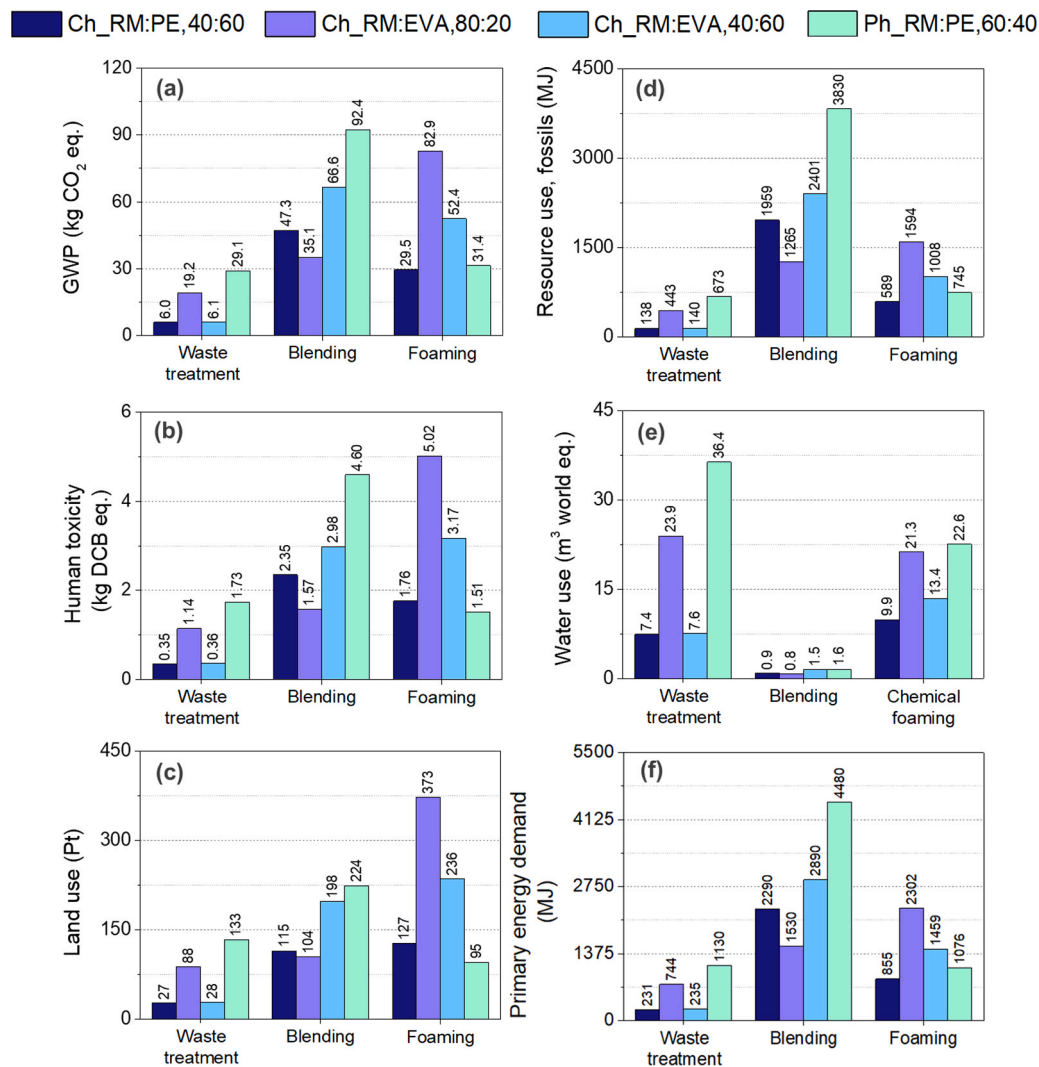 Ch_RM:PE,40:60 Ch_RM:EVA,80:20 Ch_RM:EVA,40:60 Ph_RM:PE,60:40
(a)
GWP (kg CO₂ eq.)
120
90
60
30
0
6.0 19.2 6.1 29.1
47.3 35.1 66.6 92.4
29.5 82.9 52.4 31.4
Waste treatment Blending Foaming
(d)
Resource use, fossils (MJ)
4500
3000
1500
0
138 443 140 673
1959 1265 2401 3830
589 1594 1008 745
Waste treatment Blending Foaming
(b)
Human toxicity
(kg DCB eq.)
6
4
2
0
0.35 1.14 0.36 1.73
2.35 1.57 2.98 4.60
1.76 5.02 3.17 1.51
Waste treatment Blending Foaming
(e)
Water use (m³ world eq.)
45
30
15
0
7.4 23.9 7.6 36.4
0.9 0.8 1.5 1.6
9.9 21.3 13.4 22.6
Waste treatment Blending Chemical foaming
(c)
Land use (Pt)
450
300
150
0
27 88 28 133
115 104 198 224
127 373 236 95
Waste treatment Blending Foaming
(f)
Primary energy demand
(MJ)
5500
4125
2750
1375
0
231 744 235 1130
2290 1530 2890 4480
855 2302 1459 1076
Waste treatment Blending Foaming